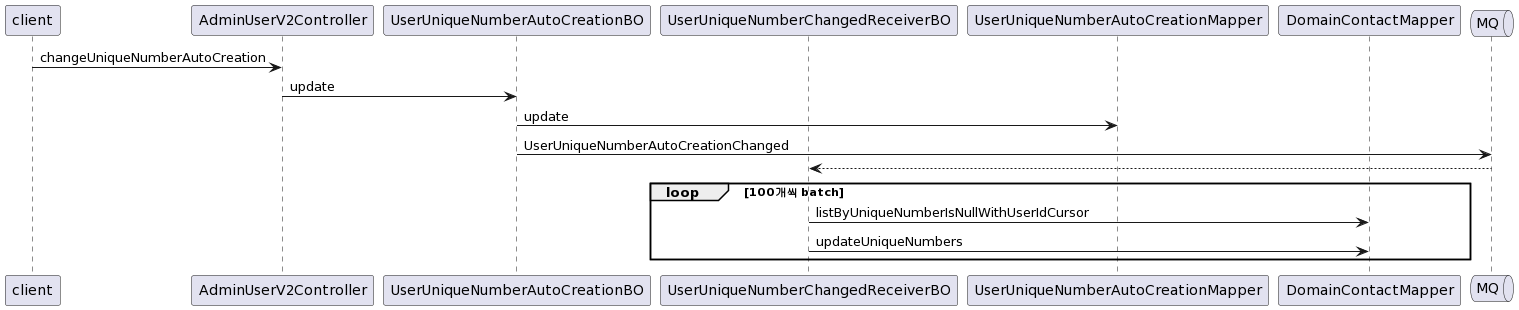 client AdminUserV2Controller UserUniqueNumberAutoCreationBO UserUniqueNumberChangedReceiverBO UserUniqueNumberAutoCreationMapper DomainContactMapper MQ
changeUniqueNumberAutoCreation
update
update
UserUniqueNumberAutoCreationChanged
loop [100개씩 batch]
listByUniqueNumberIsNullWithUserIdCursor
updateUniqueNumbers
client AdminUserV2Controller UserUniqueNumberAutoCreationBO UserUniqueNumberChangedReceiverBO UserUniqueNumberAutoCreationMapper DomainContactMapper MQ